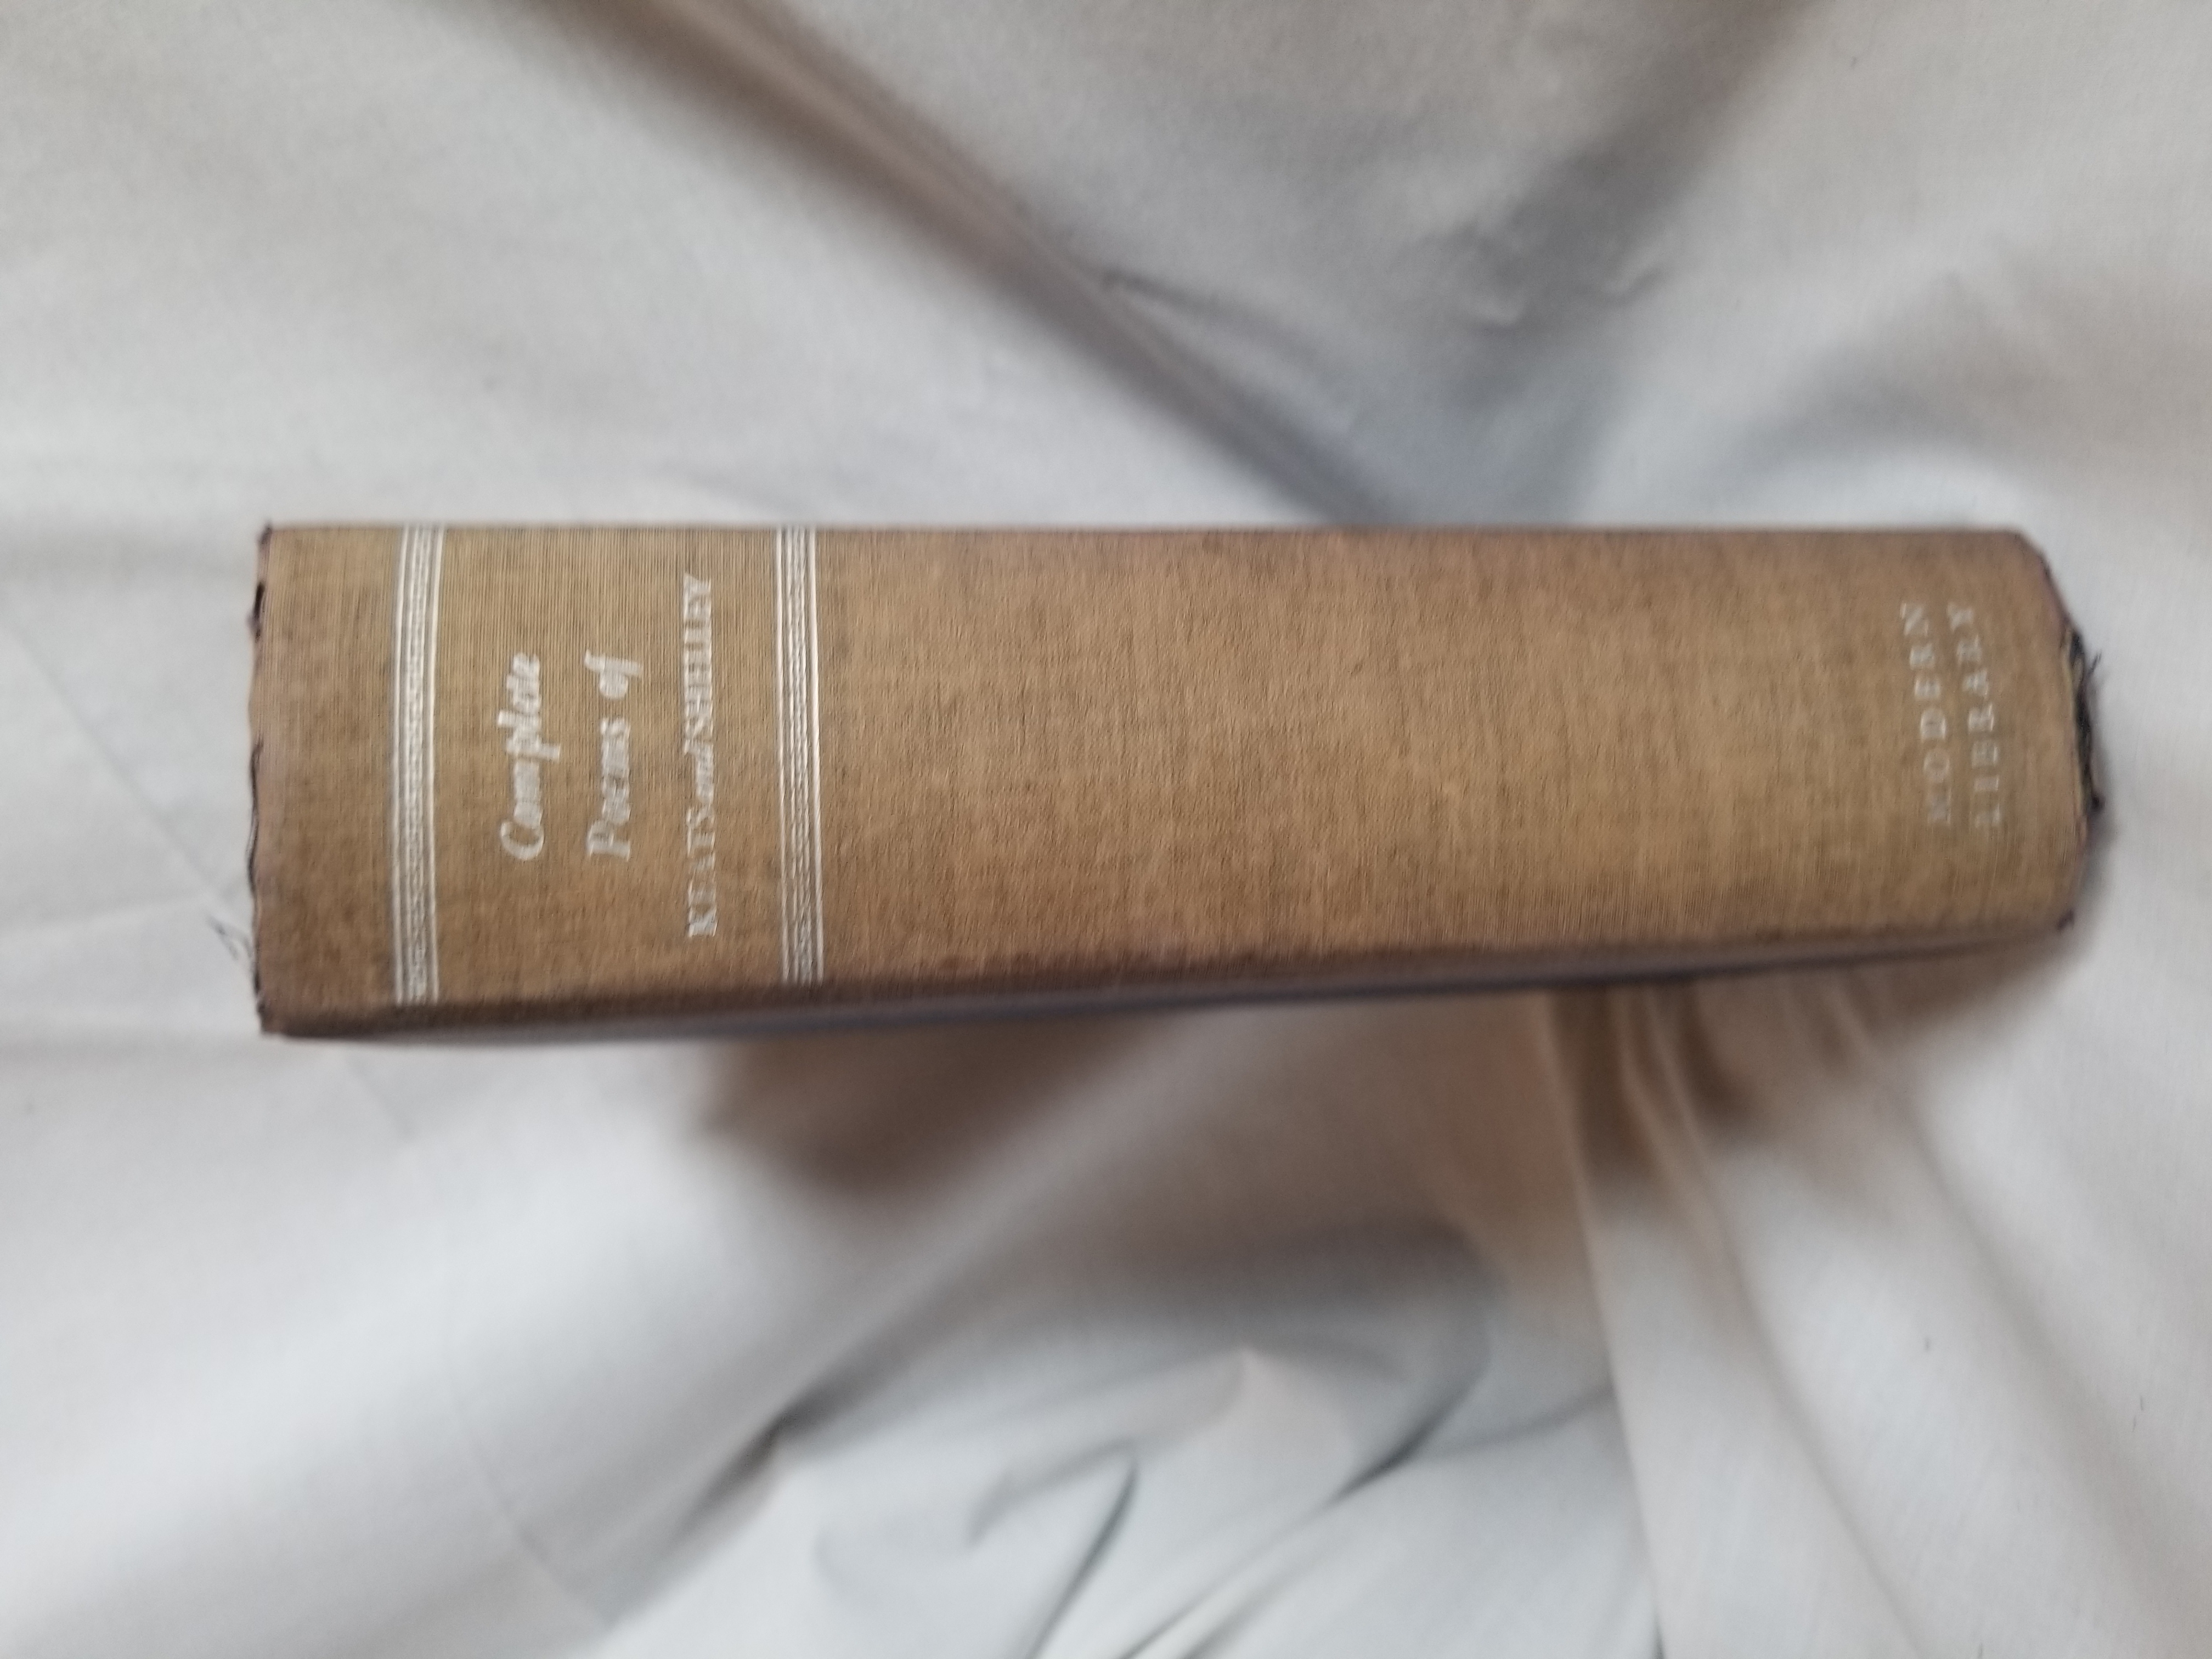 Complete
Poems of
KEATS and SHELLEY
MODERN
LIBRARY